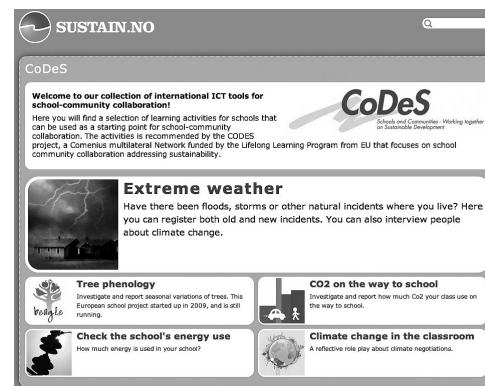 SUSTAIN.NO
CoDeS
Welcome to our collection of international ICT tools for
school-community collaboration!
Here you will find a selection of learning activities for schools that
can be used as a starting point for school-community
collaboration. The activities is recommended by the CODES
project, a Comenius multilateral Network funded by the Lifelong Learning Program from EU that focuses on school
community collaboration addressing sustainability.
CoDeS
Schools and Communities - Working together
on Sustainable Development
Extreme weather
Have there been floods, storms or other natural incidents where you live? Here
you can register both old and new incidents. You can also interview people
about climate change.
beagle
Tree phenology
Investigate and report seasonal variations of trees. This
European school project started up in 2009, and is still
running.
CO2 on the way to school
Investigate and report how much Co2 your class use on
the way to school.
Check the school's energy use
How much energy is used in your school?
Climate change in the classroom
A reflective role play about climate negotiations.